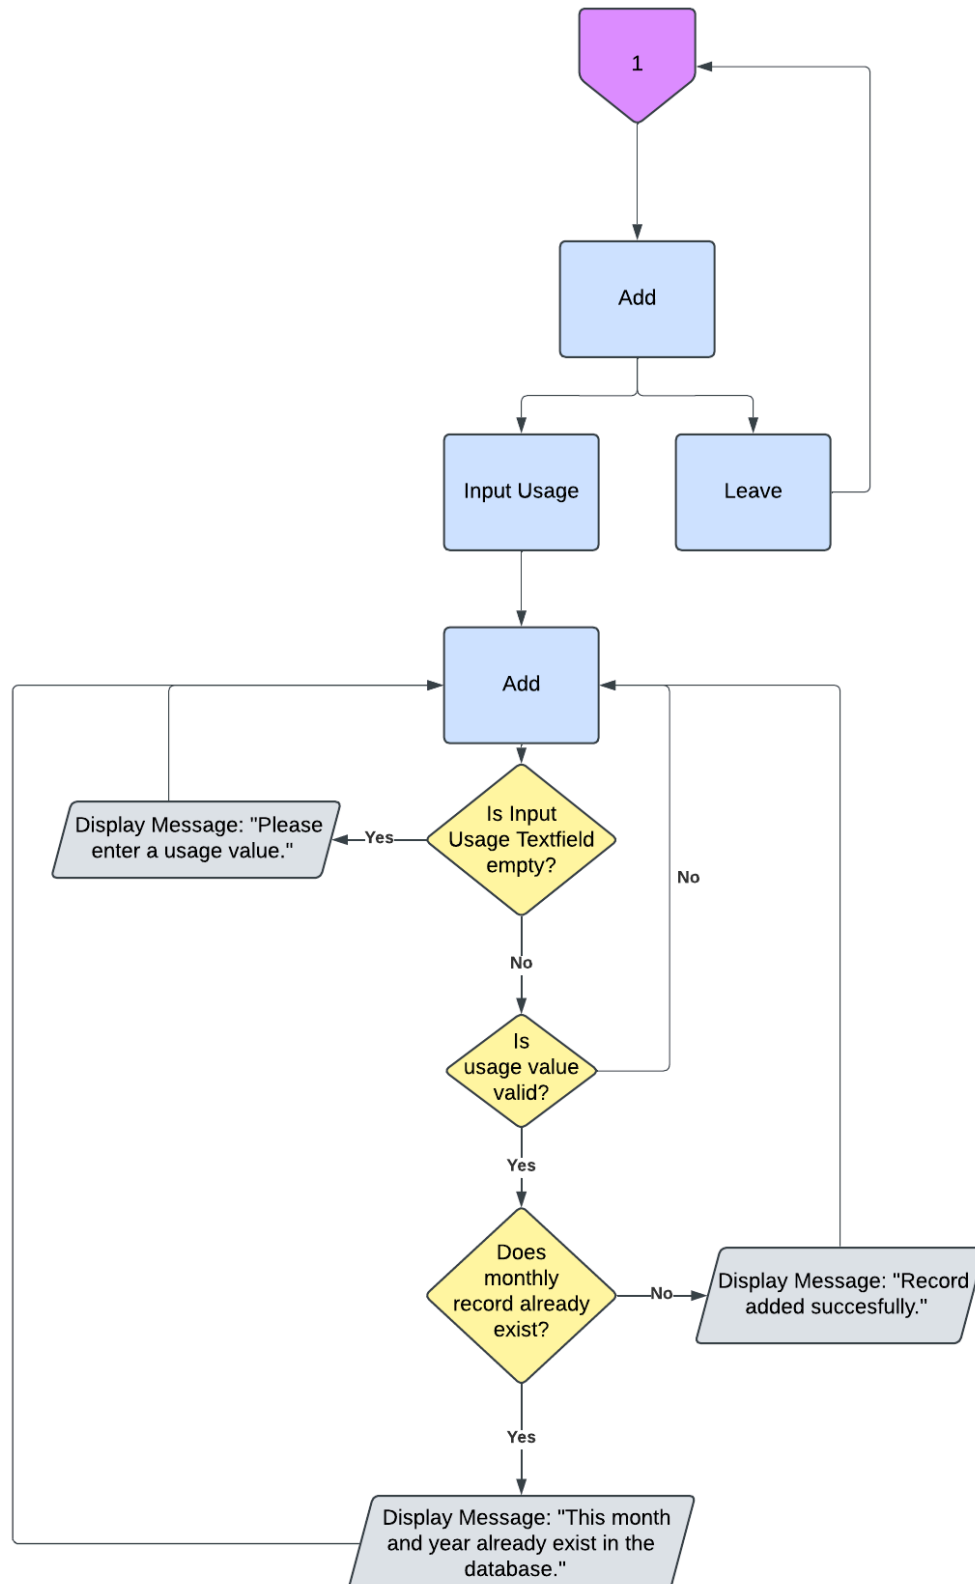 1
Add
Input Usage
Leave
Add
Is Input
Usage Textfield
empty?
Yes
Display Message: "Please
enter a usage value."
No
No
Is
usage value
valid?
Yes
Does
monthly
record already
exist?
No
Display Message: "Record
added succesfully."
Yes
Display Message: "This month
and year already exist in the
database."